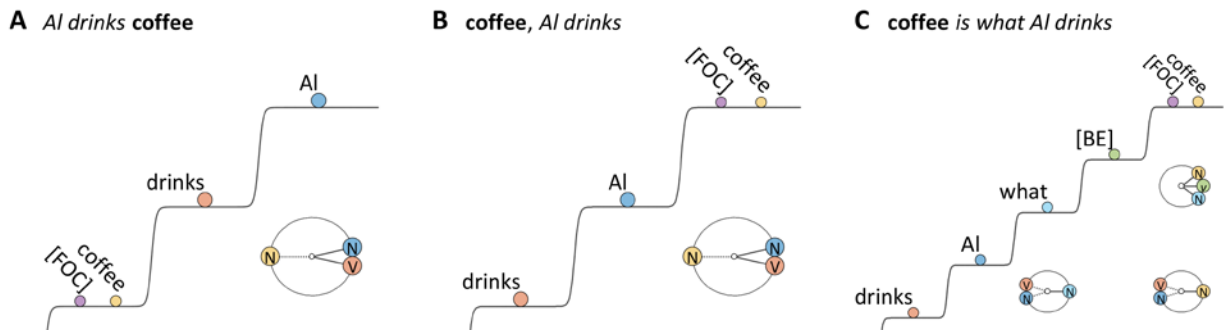 A Al drinks coffee
Al
drinks
[FOC]
coffee
N
N
V
B coffee, Al drinks
[FOC]
coffee
Al
drinks
N
N
V
C coffee is what Al drinks
[FOC]
coffee
[BE]
what
Al
drinks
N
v
N
V
N
N
V
N
N